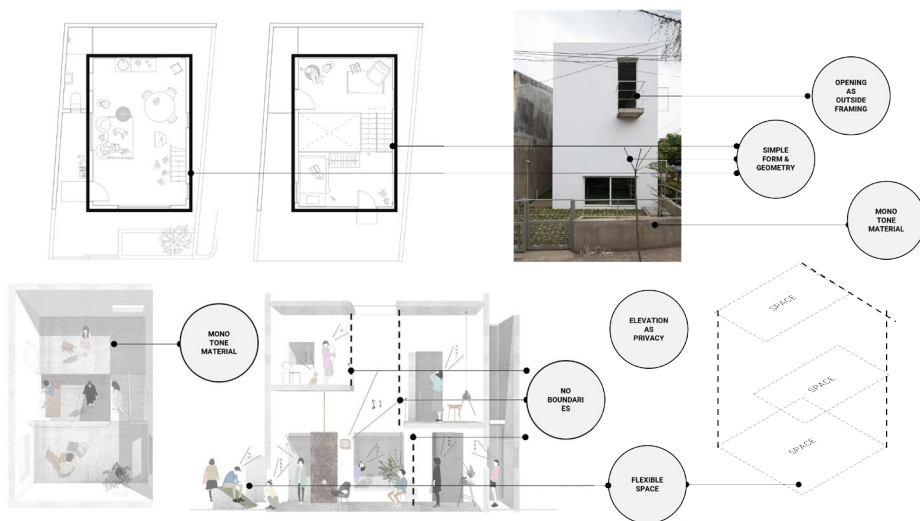 OPENING
AS
OUTSIDE
FRAMING
SIMPLE
FORM &
GEOMETRY
MONO
TONE
MATERIAL
MONO
TONE
MATERIAL
ELEVATION
AS
PRIVACY
NO
BOUNDARI
ES
FLEXIBLE
SPACE
SPACE
SPACE
SPACE